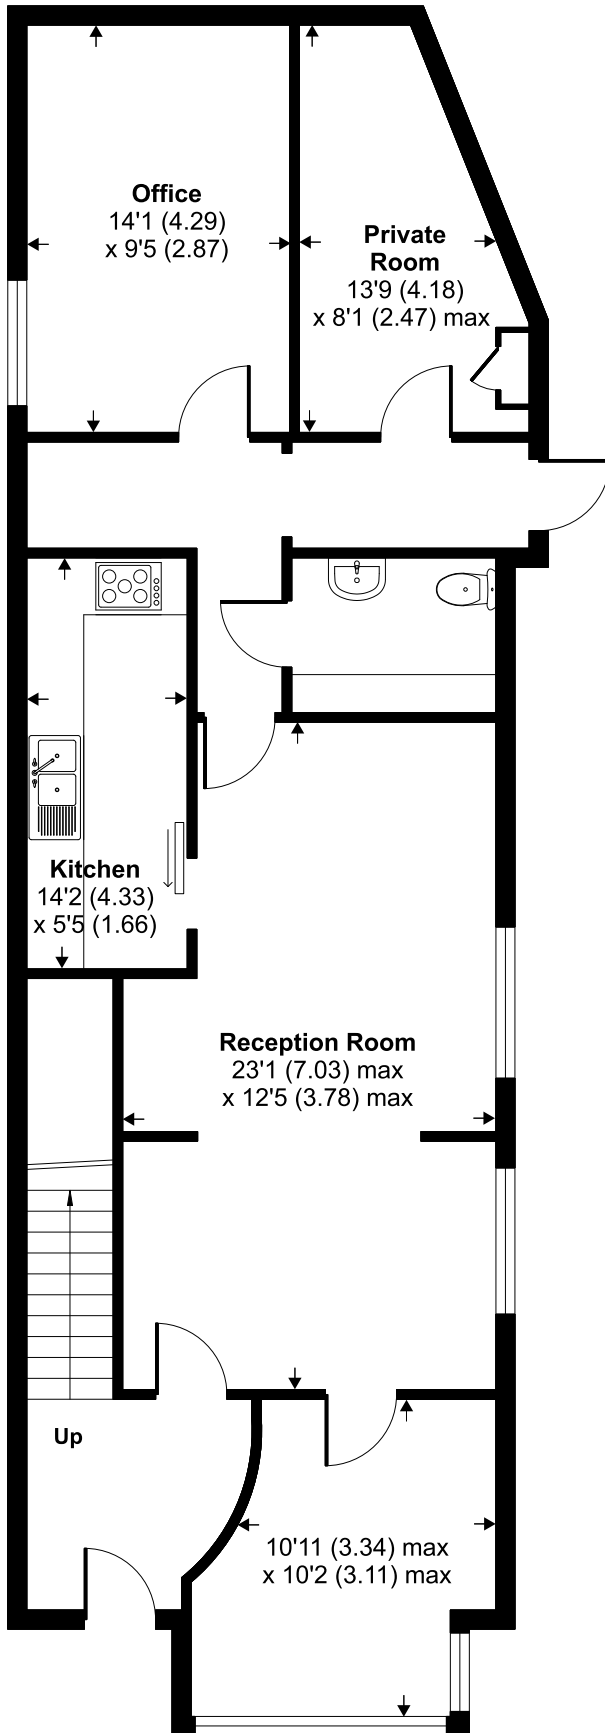 Office
14'1 (4.29)
x 9'5 (2.87)
Private
Room
13'9 (4.18)
x 8'1 (2.47) max
Kitchen
14'2 (4.33)
x 5'5 (1.66)
Reception Room
23'1 (7.03) max
x 12'5 (3.78) max
Up
10'11 (3.34) max
x 10'2 (3.11) max